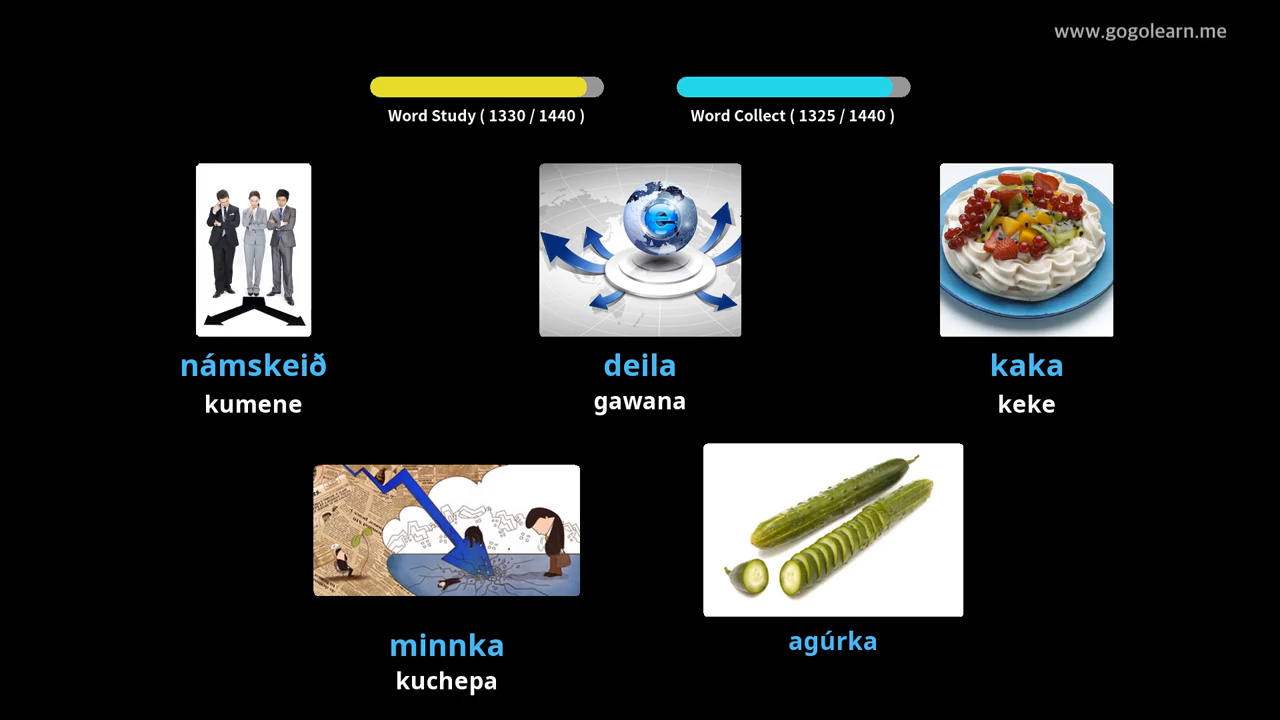 www.gogolearn.me
Word Study ( 1330 / 1440 )
Word Collect ( 1325 / 1440 )
námskeið
kumene
deila
gawana
kaka
keke
minnka
kuchepa
agúrka